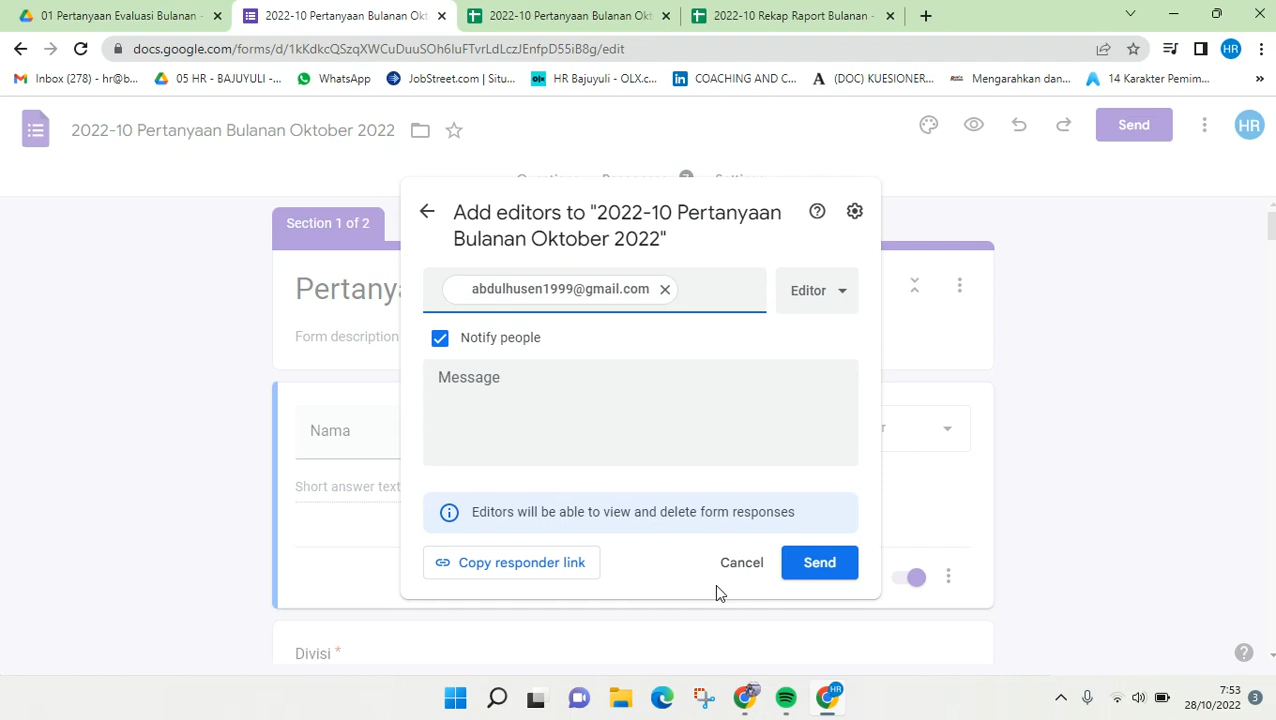 01 Pertanyaan Evaluasi Bulanan -
2022-10 Pertanyaan Bulanan Okt
2022-10 Pertanyaan Bulanan Okt
2022-10 Rekap Raport Bulanan -
docs.google.com/forms/d/1kKdkcQSzqXWCuDuuSOh6IuFTvrLdLczJEnfpD55iB8g/edit
HR
Inbox (278) - hr@b...
05 HR - BAJUYULI -...
WhatsApp
JobStreet.com | Situ...
HR Bajuyuli - OLX.c...
COACHING AND C...
(DOC) KUESIONER...
Mengarahkan dan...
14 Karakter Pemim...
2022-10 Pertanyaan Bulanan Oktober 2022
Send
HR
Section 1 of 2
Add editors to "2022-10 Pertanyaan
Bulanan Oktober 2022"
abdulhusen1999@gmail.com
Editor
Pertanya
Form description
Notify people
Message
Nama
Short answer text
Editors will be able to view and delete form responses
Copy responder link
Cancel
Send
Divisi *
HR
7:53
28/10/2022
3